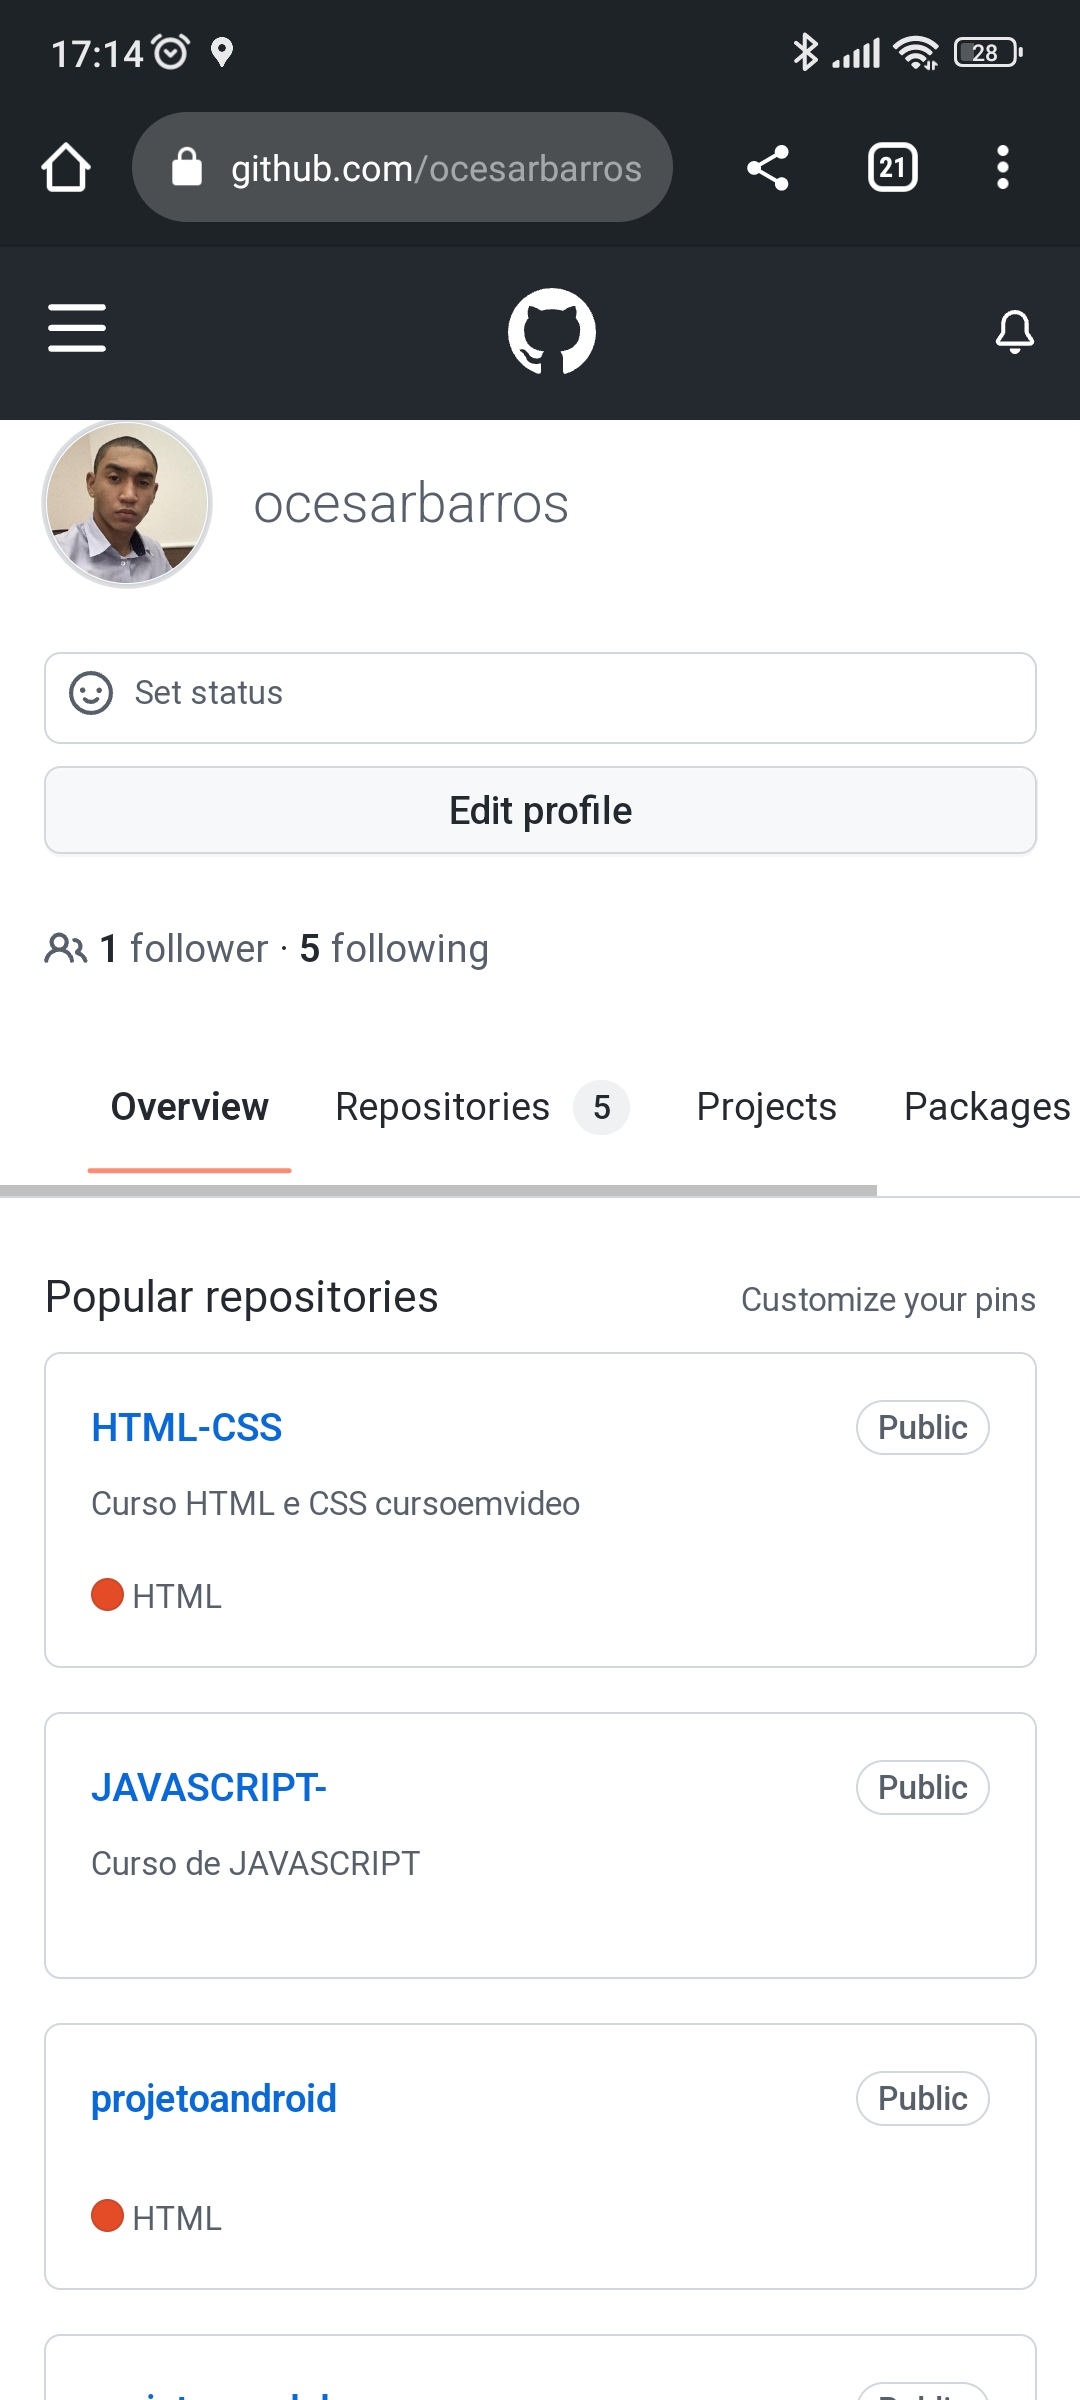 17:14
28
github.com/ocesarbarros
21
ocesarbarros
Set status
Edit profile
1 follower · 5 following
Overview Repositories 5 Projects Packages
Popular repositories Customize your pins
HTML-CSS Public
Curso HTML e CSS cursoemvideo
HTML
JAVASCRIPT- Public
Curso de JAVASCRIPT
projetoandroid Public
HTML